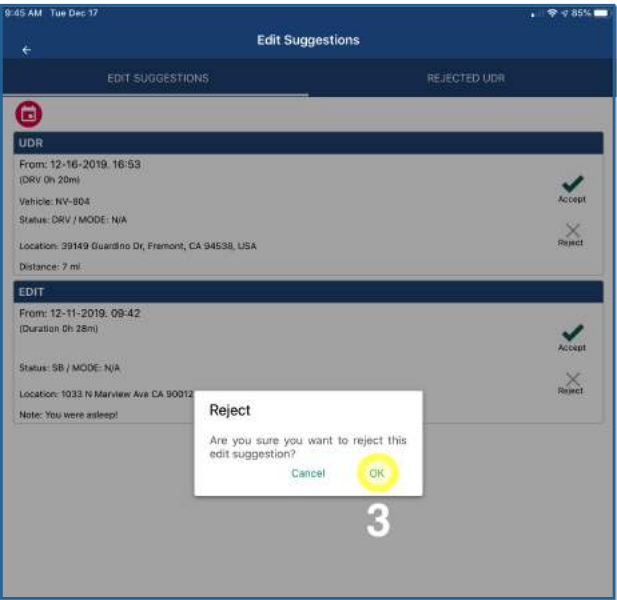 9:45 AM Tue Dec 17
85%
Edit Suggestions
EDIT SUGGESTIONS
REJECTED UDR
UDR
From: 12-16-2019. 16:53
(DRV 0h 20m)
Vehicle: NV-804
Accept
Status: DRV / MODE: N/A
Location: 39149 Guardino Dr, Fremont, CA 94538, USA
Reject
Distance: 7 mi
EDIT
From: 12-11-2019. 09:42
(Duration 0h 28m)
Accept
Status: SB / MODE: N/A
Location: 1033 N Marview Ave CA 90012
Reject
Note: You were asleep!
Reject
Are you sure you want to reject this
edit suggestion?
Cancel OK
3